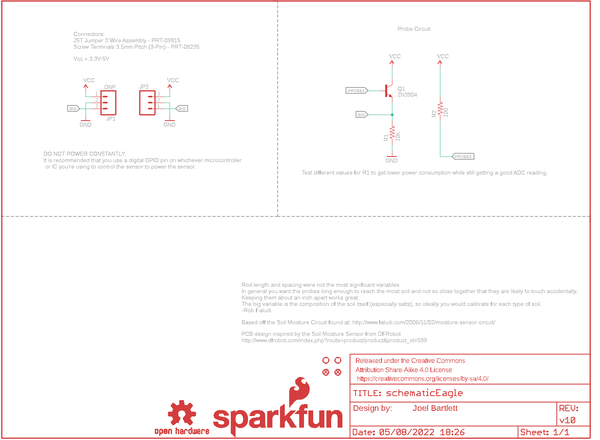 Connectors:
JST Jumper 3 Wire Assembly - PRT-09915
Screw Terminals 3.5mm Pitch (3-Pin) - PRT-08235
Vcc = 3.3V-5V
VCC
DNP
JP2
VCC
SIG
SIG
GND
JP1
GND
DO NOT POWER CONSTANTLY.
It is recommended that you use a digital GPIO pin on whichever microcontroller
or IC you're using to control the sensor to power the sensor.
Probe Circuit
VCC
VCC
PROBE1
Q1
2N3904
SIG
R1
10k
R2
100
GND
PROBE2
Test different values for R1 to get lower power consumption while still getting a good ADC reading.
Rod length and spacing were not the most significant variables.
In general you want the probes long enough to reach the moist soil and not so close together that they are likely to touch accidentally.
Keeping them about an inch apart works great.
The big variable is the composition of the soil itself (especially salts), so ideally you would calibrate for each type of soil.
-Rob Faludi
Based off the Soil Moisture Circuit found at: http://www.faludi.com/2006/11/02/moisture-sensor-circuit/
PCB design inspired by the Soil Moisture Sensor from DFRobot
http://www.dfrobot.com/index.php?route=product/product&product_id=599
open hardware
sparkfun
Released under the Creative Commons
Attribution Share-Alike 4.0 License
https://creativecommons.org/licenses/by-sa/4.0/
TITLE: schematicEagle
Design by: Joel Bartlett
REV:
v10
Date: 05/08/2022 18:26
Sheet: 1/1